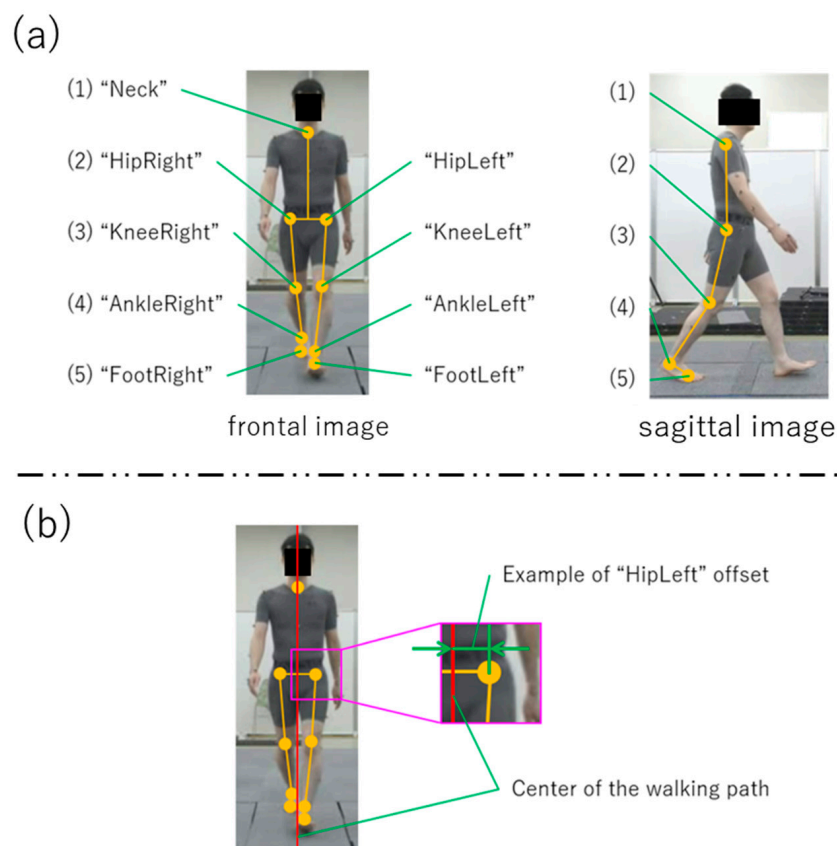 (a)
(1) “Neck”
(2) “HipRight”
“HipLeft”
(3) “KneeRight”
“KneeLeft”
(4) “AnkleRight”
“AnkleLeft”
(5) “FootRight”
“FootLeft”
frontal image
(1)
(2)
(3)
(4)
(5)
sagittal image
(b)
Example of “HipLeft” offset
Center of the walking path